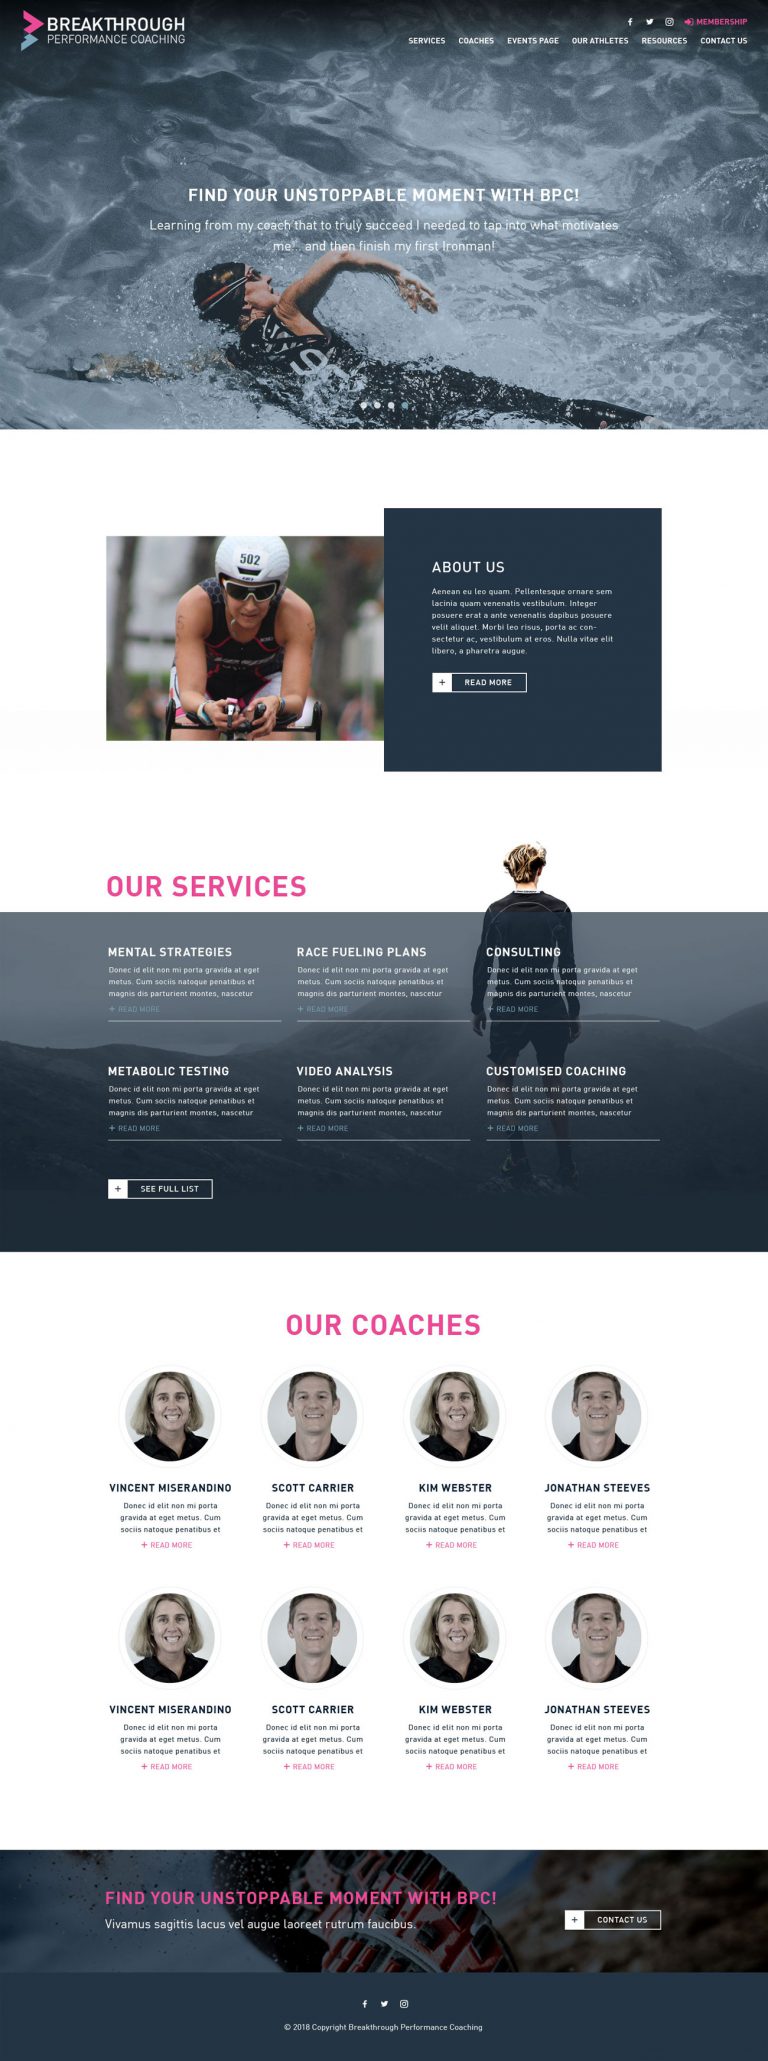 BREAKTHROUGH
PERFORMANCE COACHING
MEMBERSHIP
SERVICES COACHES EVENTS PAGE OUR ATHLETES RESOURCES CONTACT US
FIND YOUR UNSTOPPABLE MOMENT WITH BPC!
Learning from my coach that to truly succeed I needed to tap into what motivates
me... and then finish my first Ironman!
502
ABOUT US
Aenean eu leo quam. Pellentesque ornare sem
lacinia quam venenatis vestibulum. Integer
posuere erat a ante venenatis dapibus posuere
velit aliquet. Morbi leo risus, porta ac con-
sectetur ac, vestibulum at eros. Nulla vitae elit
libero, a pharetra augue.
+ READ MORE
OUR SERVICES
MENTAL STRATEGIES
Donec id elit non mi porta gravida at eget
metus. Cum sociis natoque penatibus et
magnis dis parturient montes, nascetur
+ READ MORE
RACE FUELING PLANS
Donec id elit non mi porta gravida at eget
metus. Cum sociis natoque penatibus et
magnis dis parturient montes, nascetur
+ READ MORE
CONSULTING
Donec id elit non mi porta gravida at eget
metus. Cum sociis natoque penatibus et
magnis dis parturient montes, nascetur
+ READ MORE
METABOLIC TESTING
Donec id elit non mi porta gravida at eget
metus. Cum sociis natoque penatibus et
magnis dis parturient montes, nascetur
+ READ MORE
VIDEO ANALYSIS
Donec id elit non mi porta gravida at eget
metus. Cum sociis natoque penatibus et
magnis dis parturient montes, nascetur
+ READ MORE
CUSTOMISED COACHING
Donec id elit non mi porta gravida at eget
metus. Cum sociis natoque penatibus et
magnis dis parturient montes, nascetur
+ READ MORE
+ SEE FULL LIST
OUR COACHES
VINCENT MISERANDINO
Donec id elit non mi porta
gravida at eget metus. Cum
sociis natoque penatibus et
+ READ MORE
SCOTT CARRIER
Donec id elit non mi porta
gravida at eget metus. Cum
sociis natoque penatibus et
+ READ MORE
KIM WEBSTER
Donec id elit non mi porta
gravida at eget metus. Cum
sociis natoque penatibus et
+ READ MORE
JONATHAN STEEVES
Donec id elit non mi porta
gravida at eget metus. Cum
sociis natoque penatibus et
+ READ MORE
VINCENT MISERANDINO
Donec id elit non mi porta
gravida at eget metus. Cum
sociis natoque penatibus et
+ READ MORE
SCOTT CARRIER
Donec id elit non mi porta
gravida at eget metus. Cum
sociis natoque penatibus et
+ READ MORE
KIM WEBSTER
Donec id elit non mi porta
gravida at eget metus. Cum
sociis natoque penatibus et
+ READ MORE
JONATHAN STEEVES
Donec id elit non mi porta
gravida at eget metus. Cum
sociis natoque penatibus et
+ READ MORE
FIND YOUR UNSTOPPABLE MOMENT WITH BPC!
Vivamus sagittis lacus vel augue laoreet rutrum faucibus.
+ CONTACT US
© 2018 Copyright Breakthrough Performance Coaching